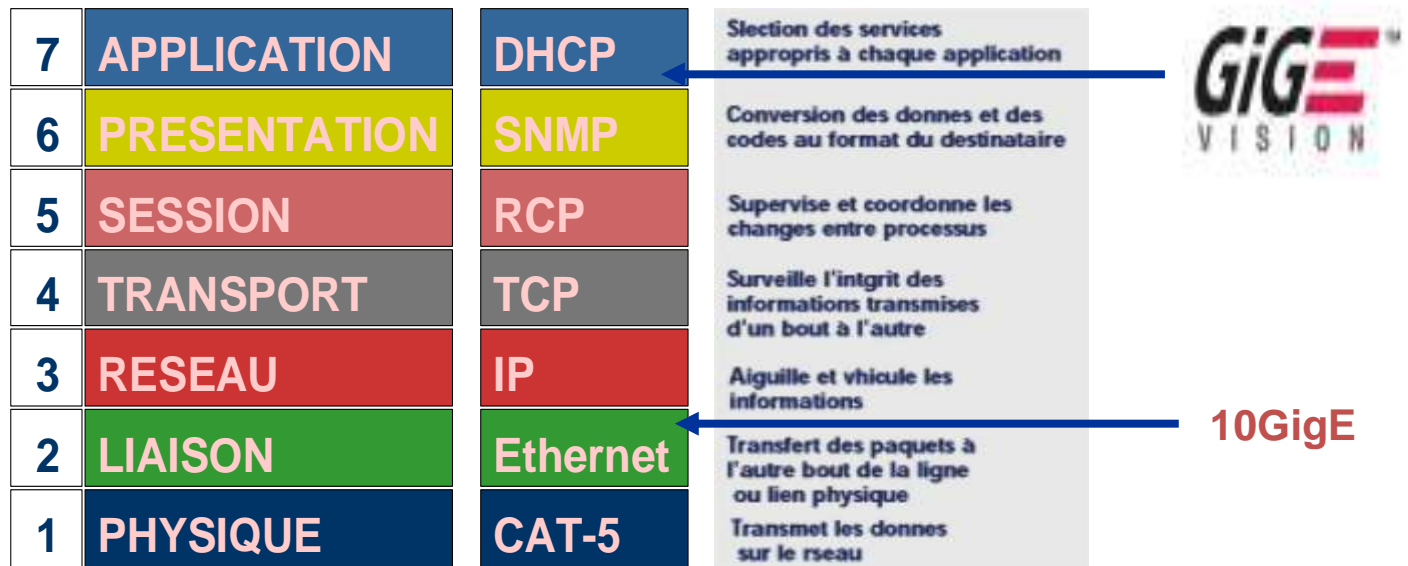 7 APPLICATION DHCP Slection des services
appropris à chaque application
GiGE
VISION
TM
6 PRESENTATION SNMP Conversion des donnes et des
codes au format du destinataire
5 SESSION RCP Supervise et coordonne les
changes entre processus
4 TRANSPORT TCP Surveille l'intgrit des
informations transmises
d'un bout à l'autre
3 RESEAU IP Aiguille et vhicule les
informations
10GigE
2 LIAISON Ethernet Transfert des paquets à
l'autre bout de la ligne
ou lien physique
1 PHYSIQUE CAT-5 Transmet les donnes
sur le rseau